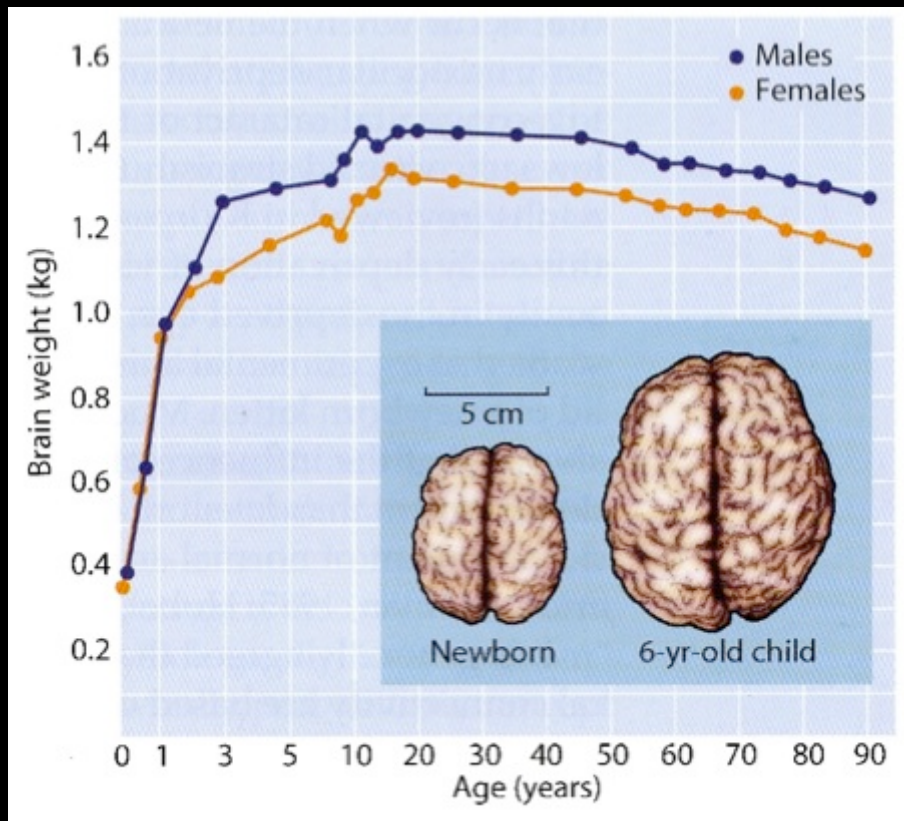 1.6
1.4
1.2
1.0
0.8
0.6
0.4
0.2
Brain weight (kg)
Males
Females
5 cm
Newborn
6-yr-old child
0 1 3 5 10 20 30 40 50 60 70 80 90
Age (years)